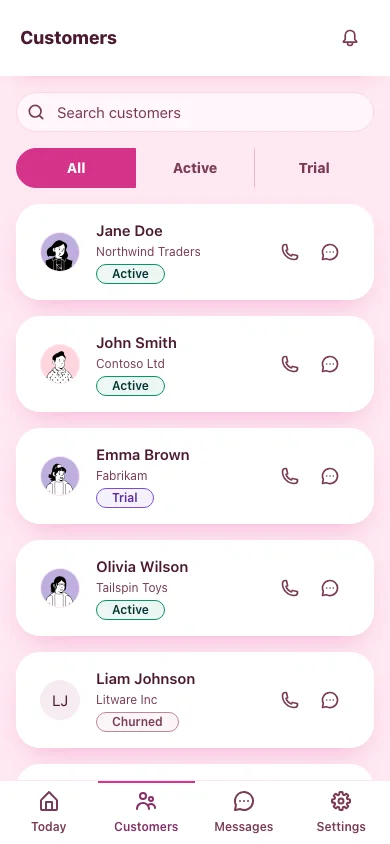 Customers
Search customers
All
Active
Trial
Jane Doe
Northwind Traders
Active
John Smith
Contoso Ltd
Active
Emma Brown
Fabrikam
Trial
Olivia Wilson
Tailspin Toys
Active
LJ
Liam Johnson
Litware Inc
Churned
Today
Customers
Messages
Settings